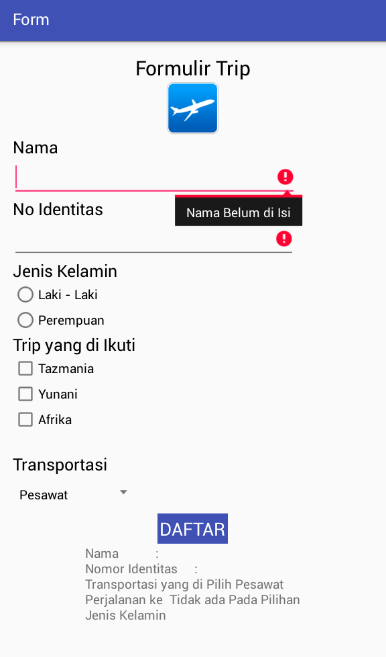 Form
Formulir Trip
Nama
Nama Belum di Isi
No Identitas
Jenis Kelamin
Laki - Laki
Perempuan
Trip yang di Ikuti
Tazmania
Yunani
Afrika
Transportasi
Pesawat
DAFTAR
Nama :
Nomor Identitas :
Transportasi yang di Pilih Pesawat
Perjalanan ke Tidak ada Pada Pilihan
Jenis Kelamin